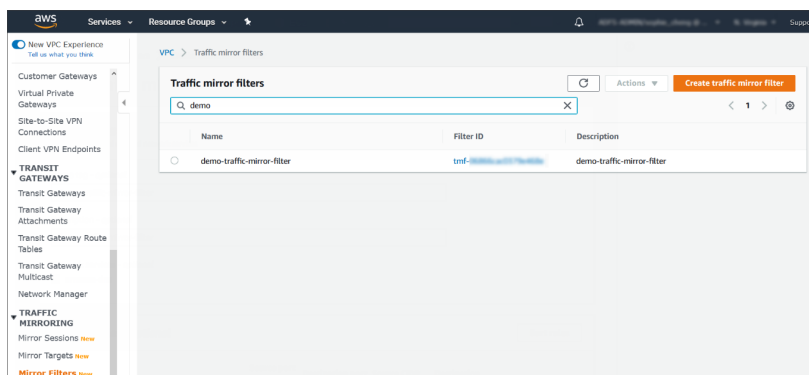 aws Services Resource Groups Suppo
New VPC Experience
Tell us what you think
VPC > Traffic mirror filters
Customer Gateways
Virtual Private
Gateways
Site-to-Site VPN
Connections
Client VPN Endpoints
TRANSIT
GATEWAYS
Transit Gateways
Transit Gateway
Attachments
Transit Gateway Route
Tables
Transit Gateway
Multicast
Network Manager
TRAFFIC
MIRRORING
Mirror Sessions New
Mirror Targets New
Mirror Filters New
Traffic mirror filters Actions Create traffic mirror filter
demo 1
Name Filter ID Description
demo-traffic-mirror-filter tmf- demo-traffic-mirror-filter